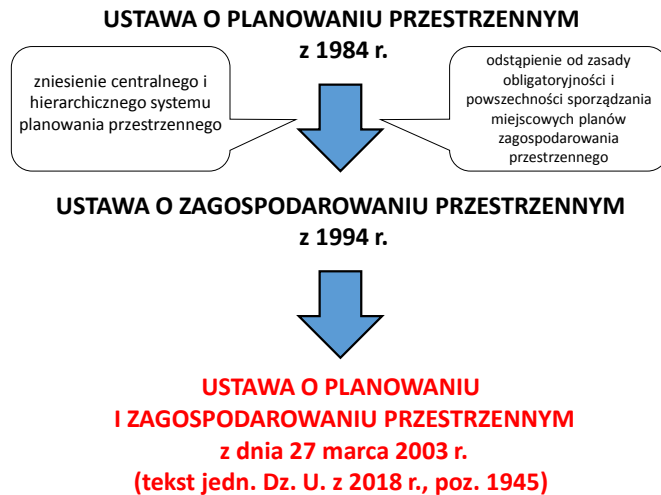 USTAWA O PLANOWANIU PRZESTRZENNYM
z 1984 r.
zniesienie centralnego i
hierarchicznego systemu
planowania przestrzennego
odstąpienie od zasady
obligatoryjności i
powszechności sporządzania
miejscowych planów
zagospodarowania
przestrzennego
USTAWA O ZAGOSPODAROWANIU PRZESTRZENNYM
z 1994 r.
USTAWA O PLANOWANIU
I ZAGOSPODAROWANIU PRZESTRZENNYM
z dnia 27 marca 2003 r.
(tekst jedn. Dz. U. z 2018 r., poz. 1945)